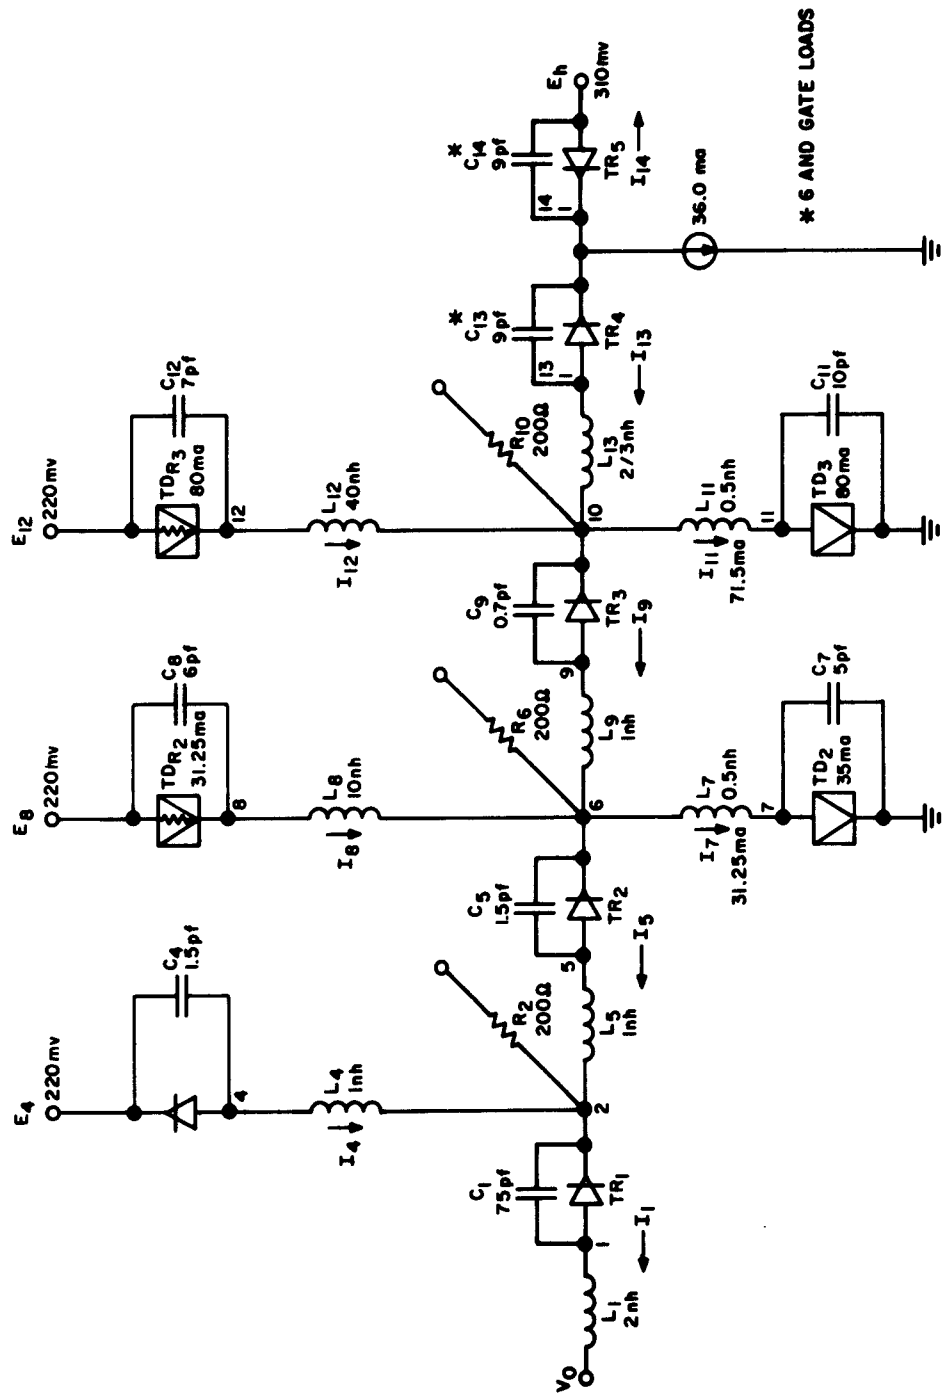 E12
220mv
TDR3
80ma
C12
7pf
12
L12
40nh
I12
E8
220mv
TDR2
31.25ma
C8
6pf
8
L8
10nh
I8
E4
220mv
C4
1.5pf
4
L4
1nh
I4
V0
L1
2nh
I1
1
C1
75pf
TR1
2
R2
200Ω
L5
1nh
I5
5
C5
1.5pf
TR2
6
R6
200Ω
L9
1nh
I9
9
C9
0.7pf
TR3
10
R10
200Ω
L13
2/3nh
I13
13
1
*
C13
9pf
TR4
14
1
*
C14
9pf
TR5
I14
Eh
310mv
36.0 ma
L7
0.5nh
I7
31.25ma
7
TD2
35ma
C7
5pf
L11
0.5nh
I11
71.5ma
11
TD3
80ma
C11
10pf
* 6 AND GATE LOADS